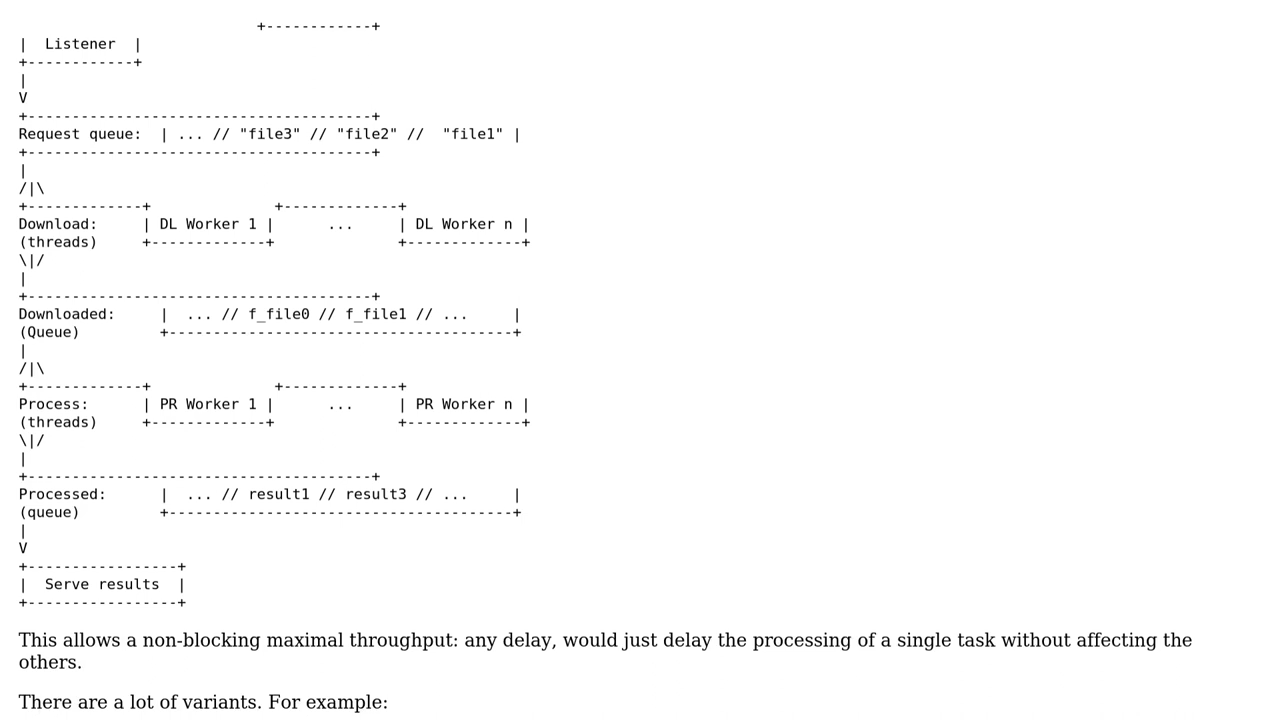 +------------+
|  Listener  |
+------------+
|
V
+---------------------------------------+
Request queue:  | ... // "file3" // "file2" //  "file1" |
+---------------------------------------+
|
/|\
+-------------+              +-------------+
Download:     | DL Worker 1 |      ...     | DL Worker n |
(threads)     +-------------+              +-------------+
\|/
|
+---------------------------------------+
Downloaded:     |  ... // f_file0 // f_file1 // ...     |
(Queue)         +---------------------------------------+
|
/|\
+-------------+              +-------------+
Process:      | PR Worker 1 |      ...     | PR Worker n |
(threads)     +-------------+              +-------------+
\|/
|
+---------------------------------------+
Processed:      |  ... // result1 // result3 // ...     |
(queue)         +---------------------------------------+
|
V
+-----------------+
|  Serve results  |
+-----------------+
This allows a non-blocking maximal throughput: any delay, would just delay the processing of a single task without affecting the
others.
There are a lot of variants. For example: